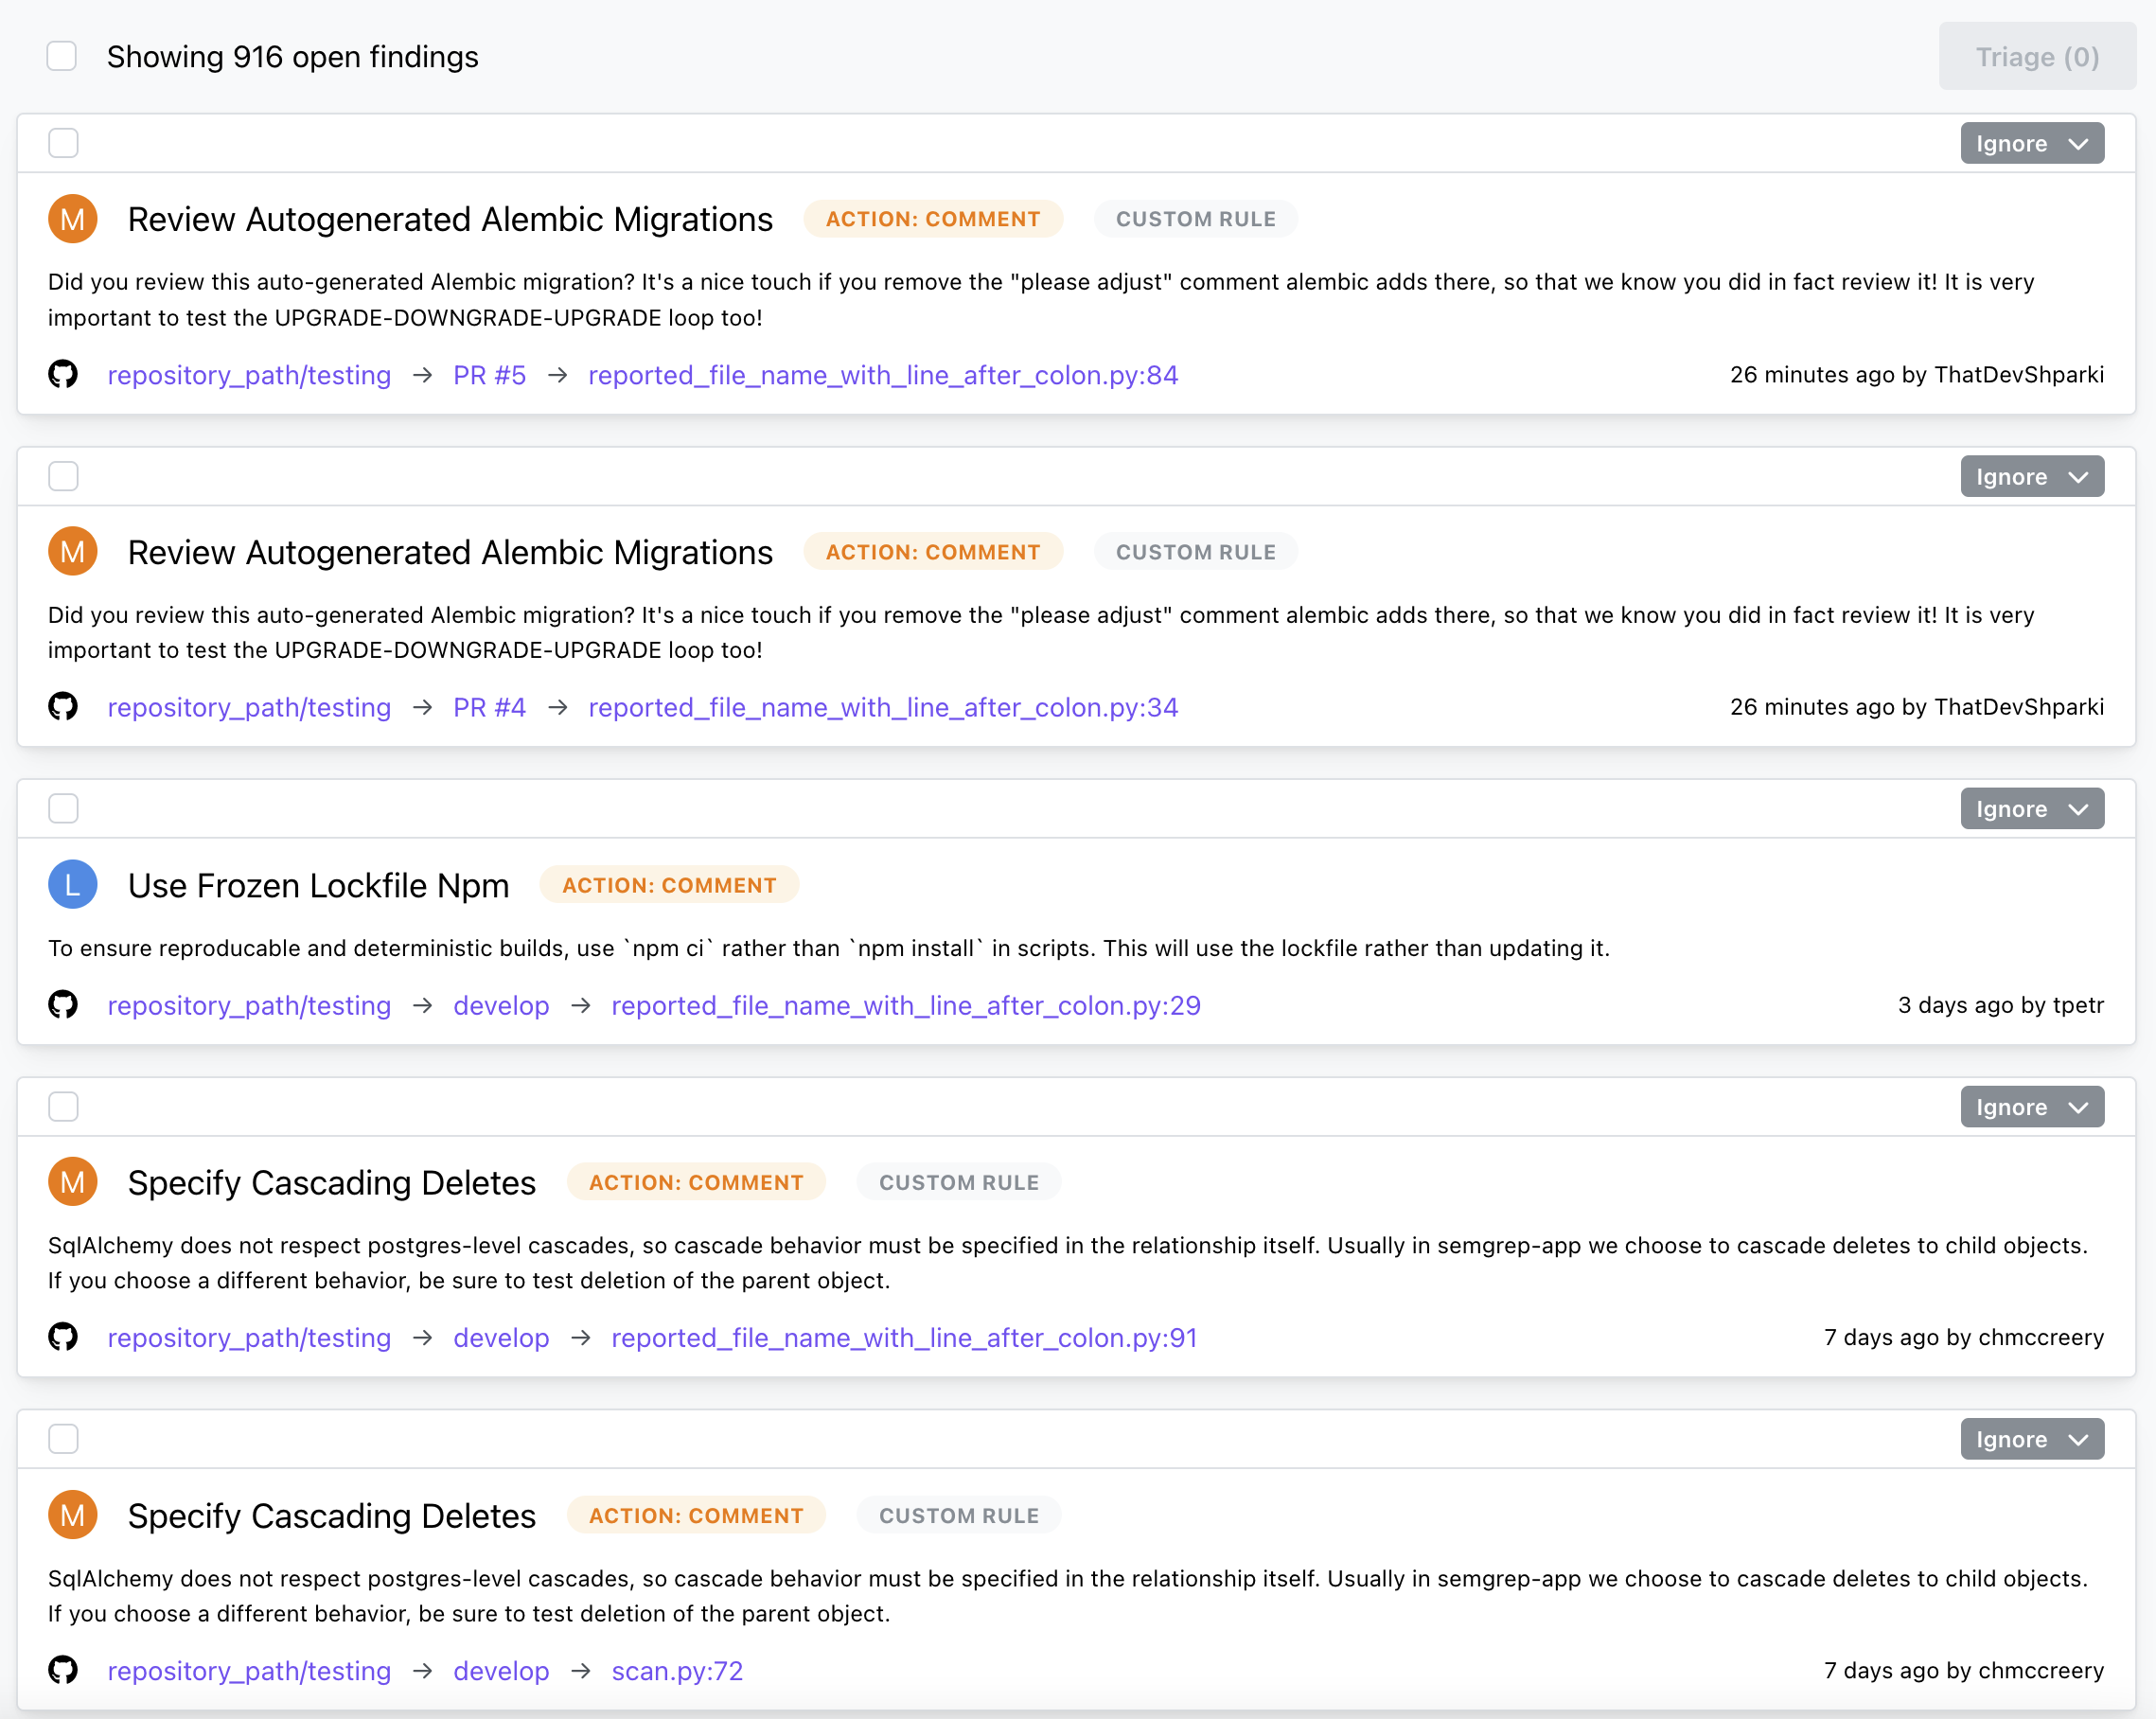 Showing 916 open findings
Triage (0)
Ignore
M Review Autogenerated Alembic Migrations ACTION: COMMENT CUSTOM RULE
Did you review this auto-generated Alembic migration? It's a nice touch if you remove the "please adjust" comment alembic adds there, so that we know you did in fact review it! It is very
important to test the UPGRADE-DOWNGRADE-UPGRADE loop too!
repository_path/testing → PR #5 → reported_file_name_with_line_after_colon.py:84 26 minutes ago by ThatDevShparki
Ignore
M Review Autogenerated Alembic Migrations ACTION: COMMENT CUSTOM RULE
Did you review this auto-generated Alembic migration? It's a nice touch if you remove the "please adjust" comment alembic adds there, so that we know you did in fact review it! It is very
important to test the UPGRADE-DOWNGRADE-UPGRADE loop too!
repository_path/testing → PR #4 → reported_file_name_with_line_after_colon.py:34 26 minutes ago by ThatDevShparki
Ignore
L Use Frozen Lockfile Npm ACTION: COMMENT
To ensure reproducable and deterministic builds, use `npm ci` rather than `npm install` in scripts. This will use the lockfile rather than updating it.
repository_path/testing → develop → reported_file_name_with_line_after_colon.py:29 3 days ago by tpetr
Ignore
M Specify Cascading Deletes ACTION: COMMENT CUSTOM RULE
SqlAlchemy does not respect postgres-level cascades, so cascade behavior must be specified in the relationship itself. Usually in semgrep-app we choose to cascade deletes to child objects.
If you choose a different behavior, be sure to test deletion of the parent object.
repository_path/testing → develop → reported_file_name_with_line_after_colon.py:91 7 days ago by chmccreery
Ignore
M Specify Cascading Deletes ACTION: COMMENT CUSTOM RULE
SqlAlchemy does not respect postgres-level cascades, so cascade behavior must be specified in the relationship itself. Usually in semgrep-app we choose to cascade deletes to child objects.
If you choose a different behavior, be sure to test deletion of the parent object.
repository_path/testing → develop → scan.py:72 7 days ago by chmccreery